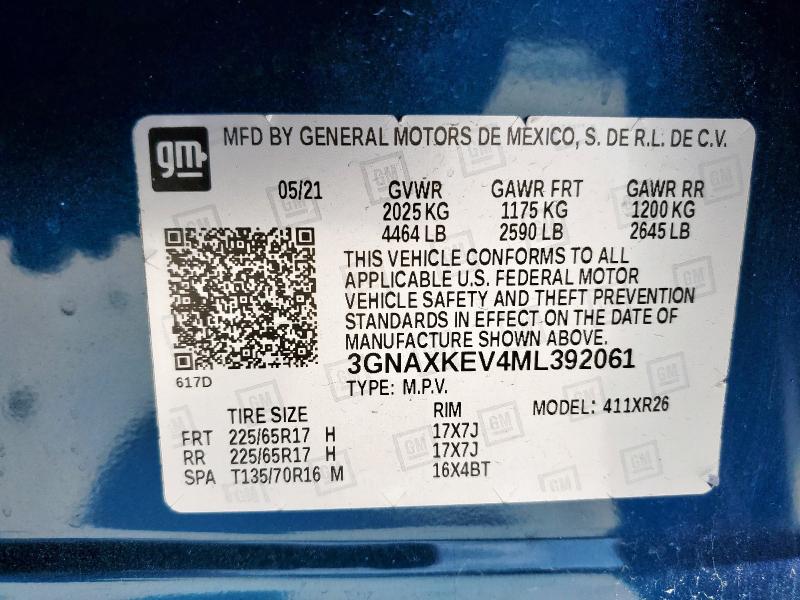 gm MFD BY GENERAL MOTORS DE MEXICO, S. DE R.L. DE C.V.
05/21 GVWR GAWR FRT GAWR RR
2025 KG 1175 KG 1200 KG
4464 LB 2590 LB 2645 LB
THIS VEHICLE CONFORMS TO ALL
APPLICABLE U.S. FEDERAL MOTOR
VEHICLE SAFETY AND THEFT PREVENTION
STANDARDS IN EFFECT ON THE DATE OF
MANUFACTURE SHOWN ABOVE.
3GNAXKEV4ML392061
617D TYPE: M.P.V.
TIRE SIZE RIM MODEL: 411XR26
FRT 225/65R17 H 17X7J
RR 225/65R17 H 17X7J
SPA T135/70R16 M 16X4BT